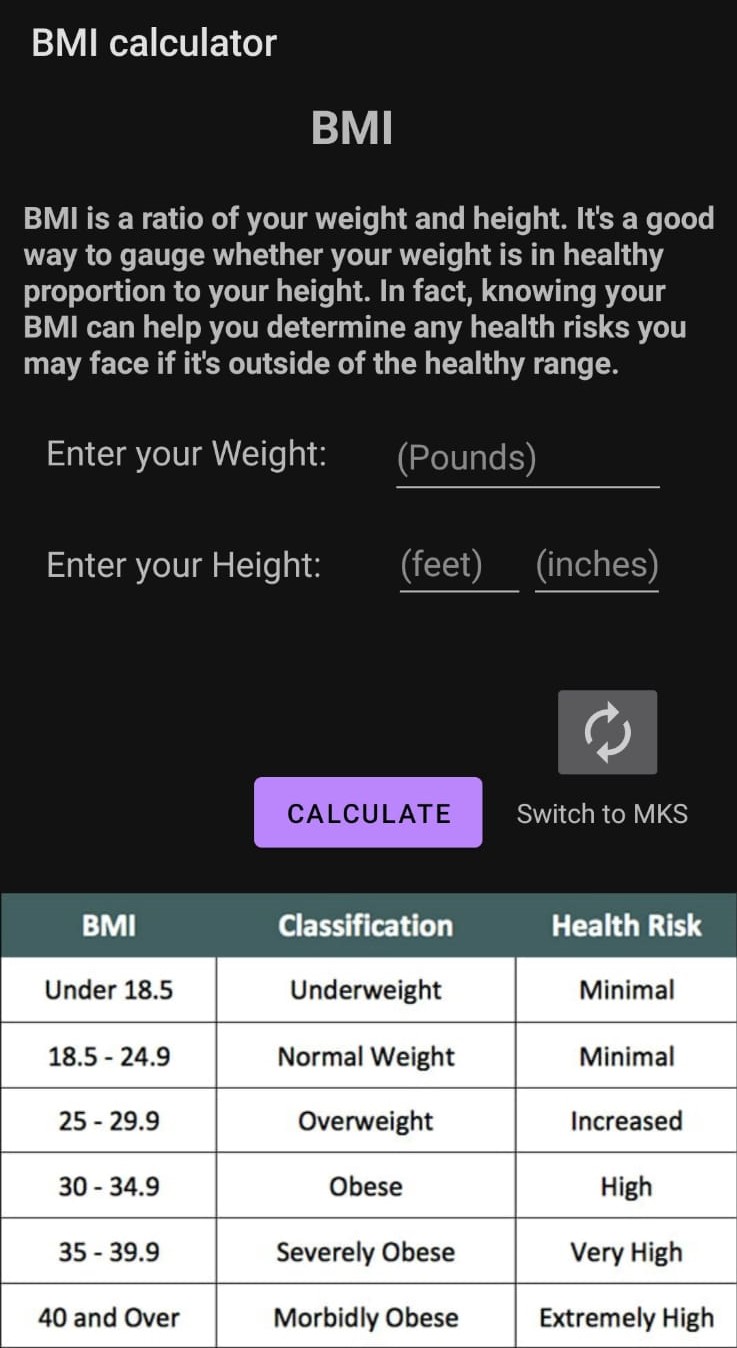 BMI calculator
BMI
BMI is a ratio of your weight and height. It's a good
way to gauge whether your weight is in healthy
proportion to your height. In fact, knowing your
BMI can help you determine any health risks you
may face if it's outside of the healthy range.
Enter your Weight: (Pounds)
Enter your Height: (feet) (inches)
CALCULATE Switch to MKS
BMI Classification Health Risk
Under 18.5 Underweight Minimal
18.5 - 24.9 Normal Weight Minimal
25 - 29.9 Overweight Increased
30 - 34.9 Obese High
35 - 39.9 Severely Obese Very High
40 and Over Morbidly Obese Extremely High